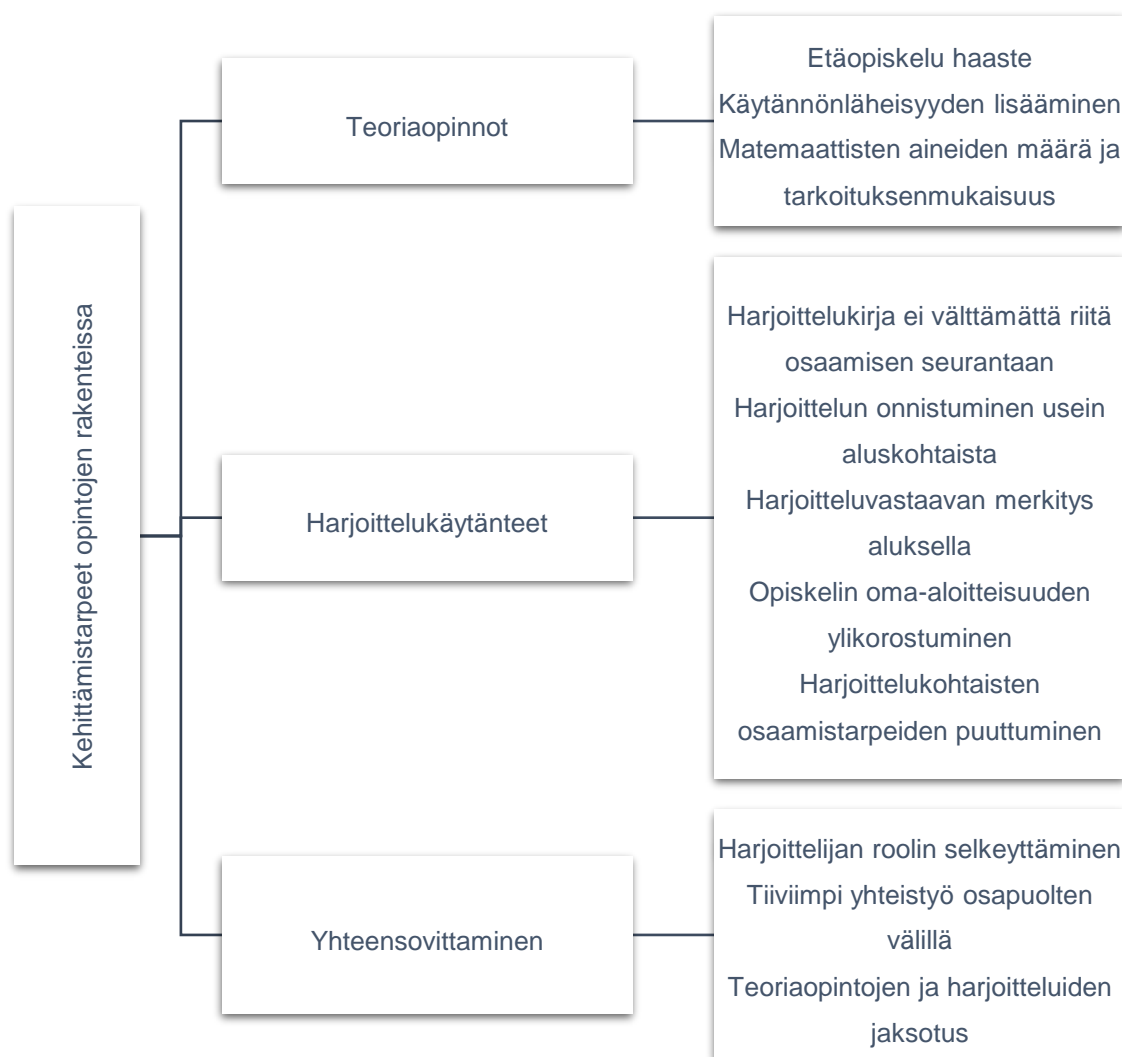 Kehittämistarpeet opintojen rakenteissa
Teoriaopinnot
Etäopiskelu haaste
Käytännönläheisyyden lisääminen
Matemaattisten aineiden määrä ja
tarkoituksenmukaisuus
Harjoittelukäytänteet
Harjoittelukirja ei välttämättä riitä
osaamisen seurantaan
Harjoittelun onnistuminen usein
aluskohtaista
Harjoitteluvastaavan merkitys
aluksella
Opiskelin oma-aloitteisuuden
ylikorostuminen
Harjoittelukohtaisten
osaamistarpeiden puuttuminen
Yhteensovittaminen
Harjoittelijan roolin selkeyttäminen
Tiiviimpi yhteistyö osapuolten
välillä
Teoriaopintojen ja harjoitteluiden
jaksotus